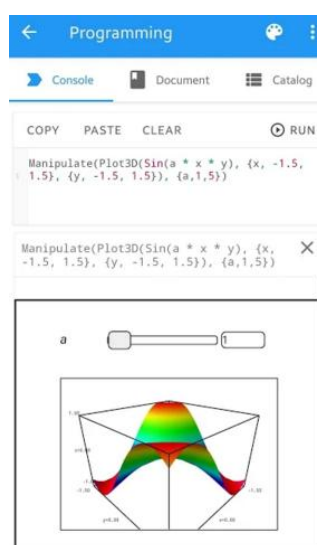 Programming
Console Document Catalog
COPY PASTE CLEAR RUN
Manipulate(Plot3D(Sin(a * x * y), {x, -1.5,
1.5}, {y, -1.5, 1.5}), {a,1,5})
Manipulate(Plot3D(Sin(a * x * y), {x,
-1.5, 1.5}, {y, -1.5, 1.5}), {a,1,5})
a 1